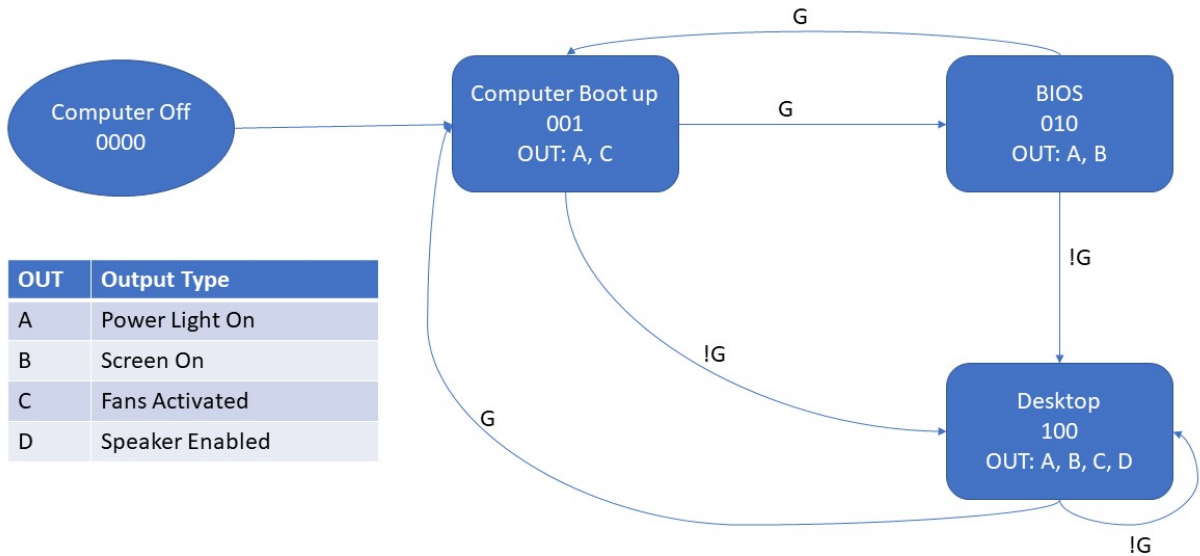 G
Computer Off
0000
Computer Boot up
001
OUT: A, C
G
BIOS
010
OUT: A, B
!G
OUT Output Type
A Power Light On
B Screen On
C Fans Activated
D Speaker Enabled
!G
G
Desktop
100
OUT: A, B, C, D
!G